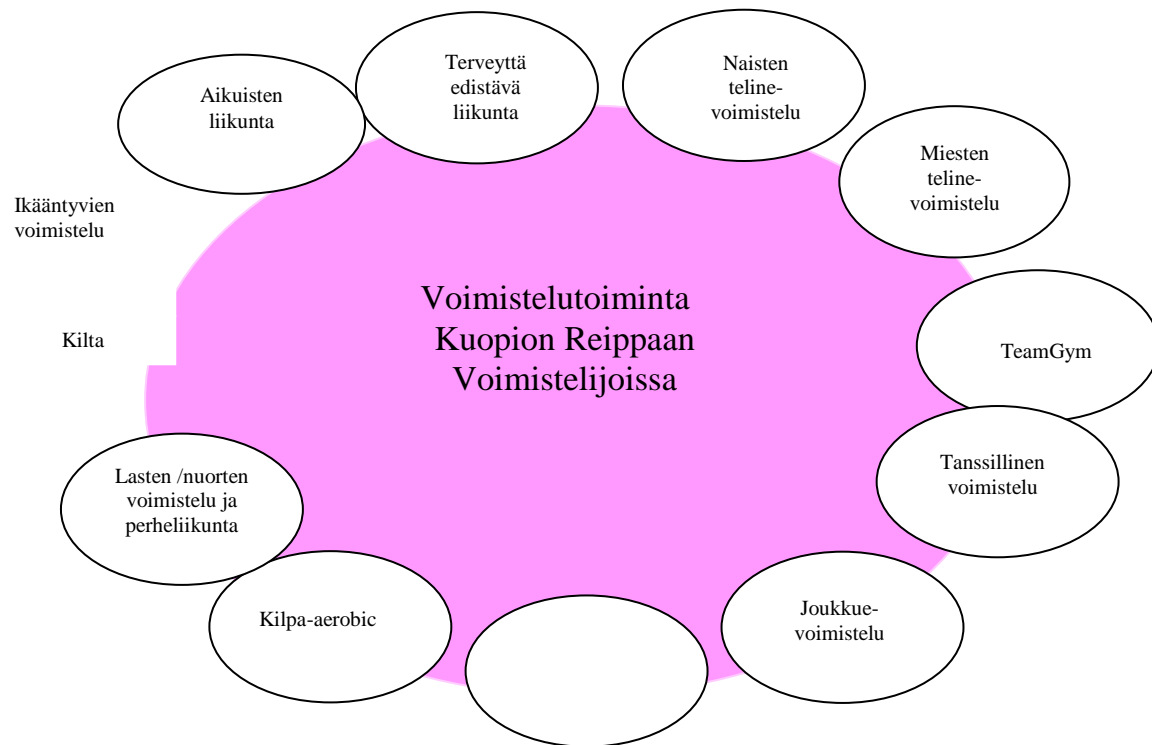 Terveyttä
edistävä
liikunta
Naisten
teline-
voimistelu
Aikuisten
liikunta
Miesten
teline-
voimistelu
Ikääntyvien
voimistelu
Voimistelutoiminta
Kuopion Reippaan
Voimistelijoissa
Kilta
TeamGym
Lasten /nuorten
voimistelu ja
perheliikunta
Tanssillinen
voimistelu
Kilpa-aerobic
Joukkue-
voimistelu